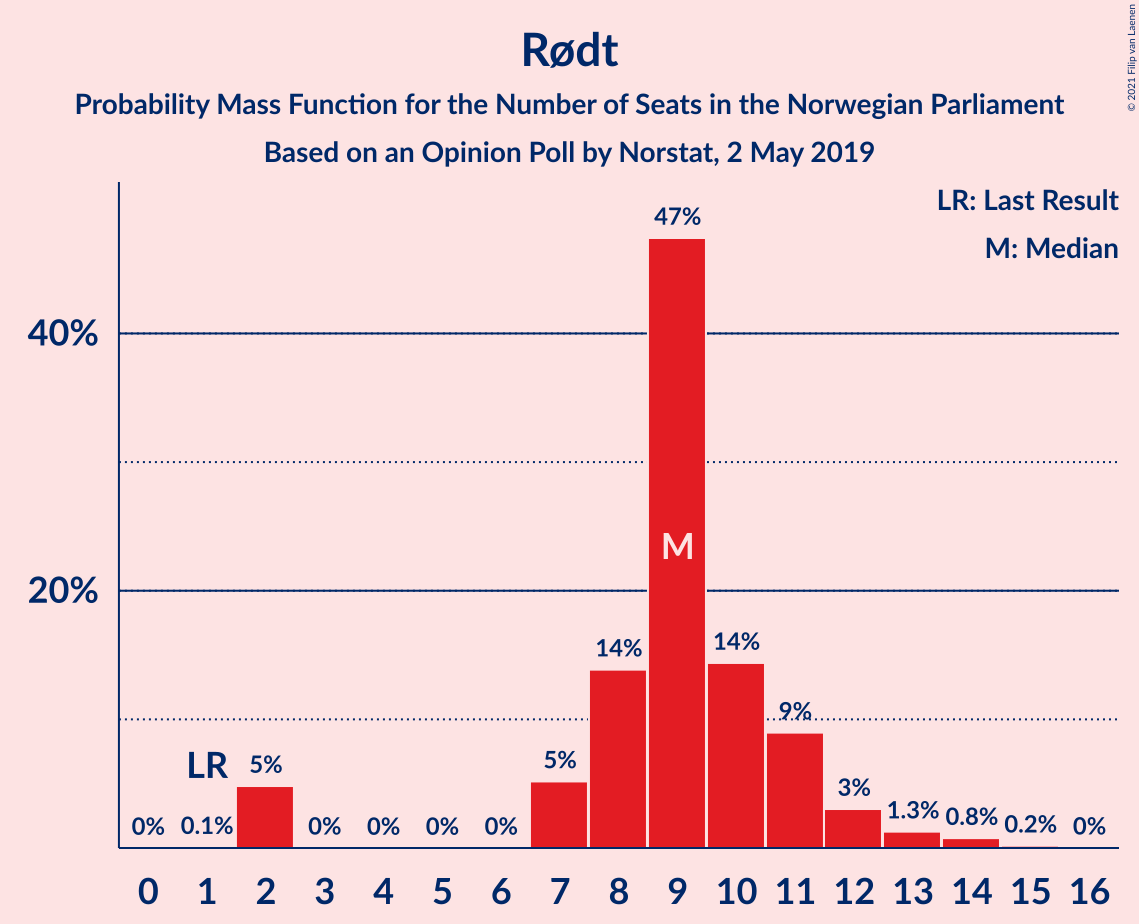 Rødt
Probability Mass Function for the Number of Seats in the Norwegian Parliament
Based on an Opinion Poll by Norstat, 2 May 2019
© 2021 Filip van Laenen
LR: Last Result
M: Median
47%
40%
M
20%
14%
14%
9%
LR
5%
5%
3%
0%
0.1%
0%
0%
0%
0%
1.3%
0.8%
0.2%
0%
0 1 2 3 4 5 6 7 8 9 10 11 12 13 14 15 16